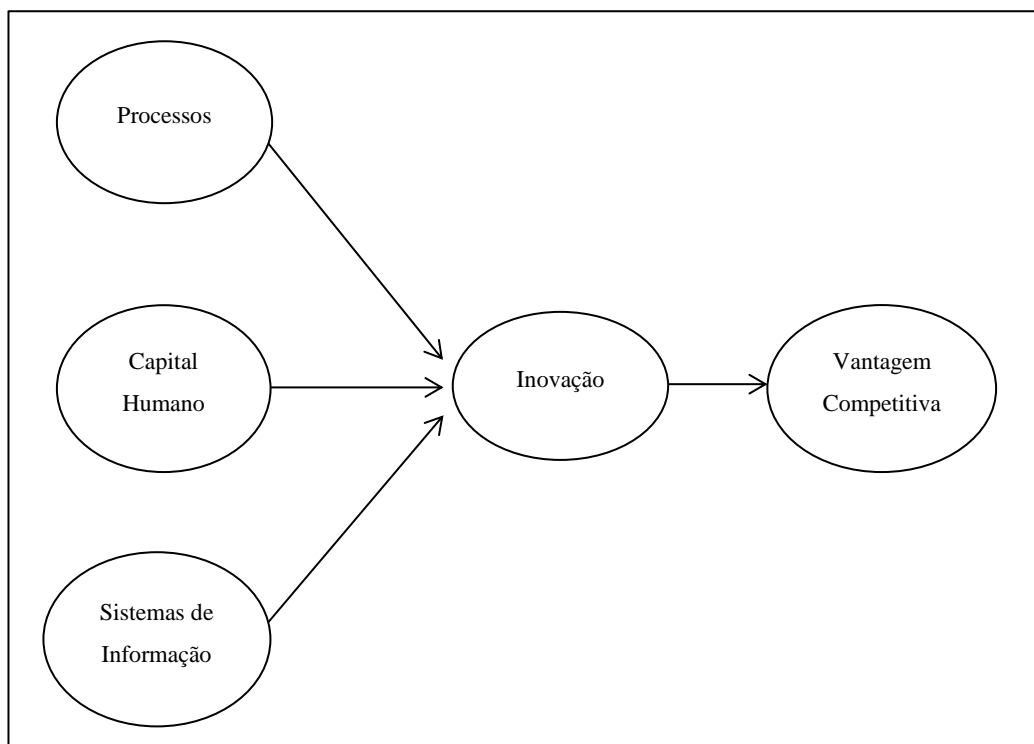 Processos
Capital
Humano
Inovação
Vantagem
Competitiva
Sistemas de
Informação